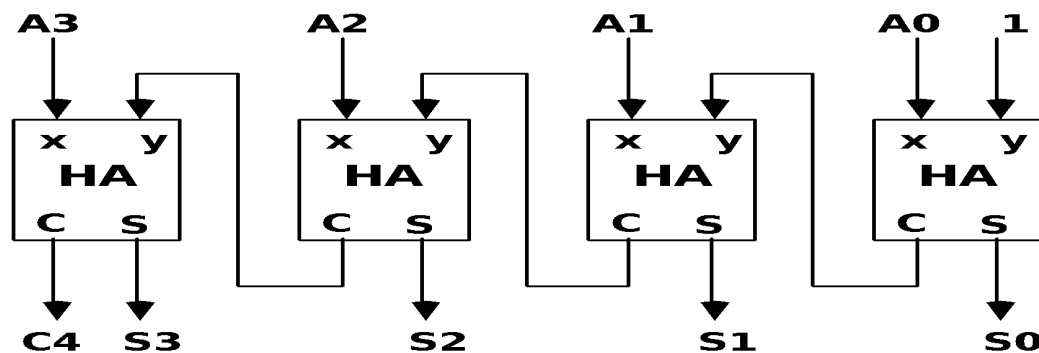 A3 A2 A1 A0 1
x y x y x y x y
HA HA HA HA
C S C S C S C S
C4 S3 S2 S1 S0